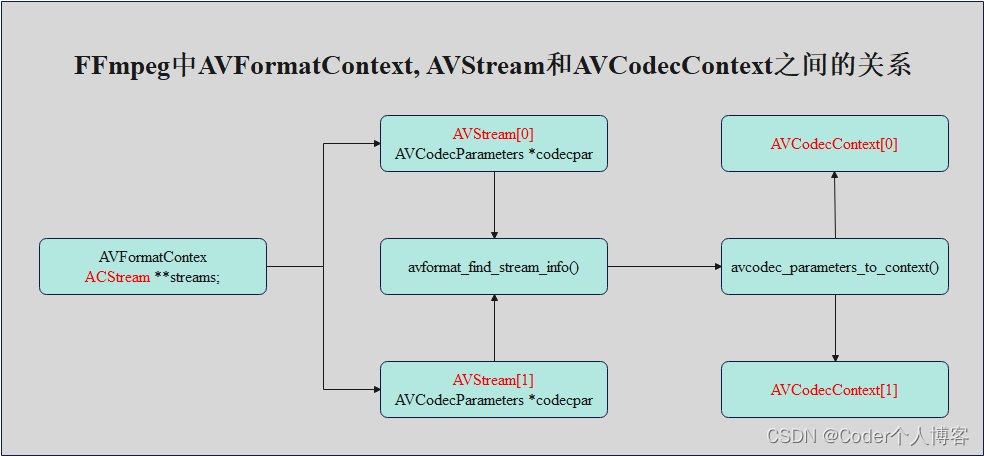 FFmpeg中AVFormatContext, AVStream和AVCodecContext之间的关系
AVStream[0]
AVCodecParameters *codecpar
AVCodecContext[0]
AVFormatContex
ACStream **streams;
avformat_find_stream_info()
avcodec_parameters_to_context()
AVStream[1]
AVCodecParameters *codecpar
AVCodecContext[1]
CSDN @Coder个人博客